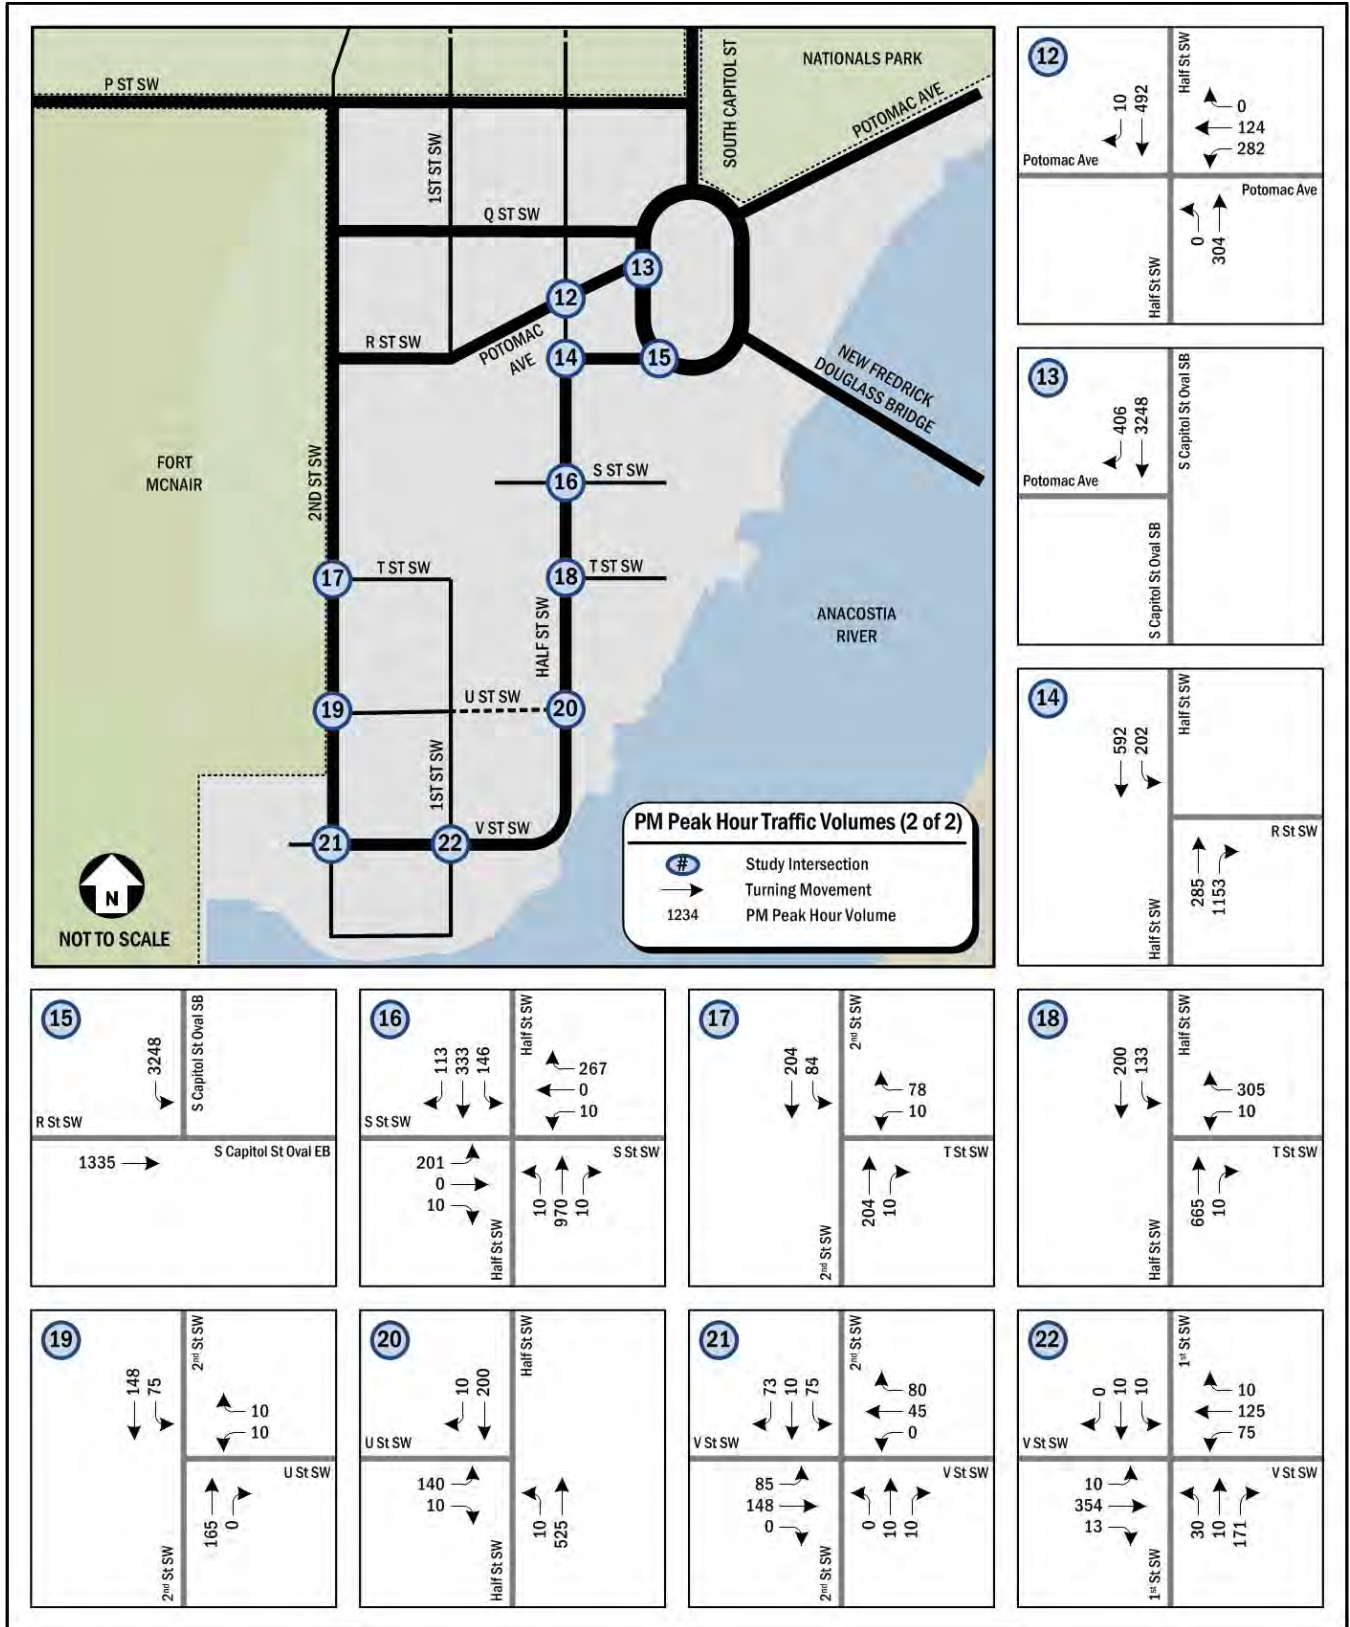 P ST SW
SOUTH CAPITOL ST
NATIONALS PARK
POTOMAC AVE
1ST ST SW
Q ST SW
13
12
R ST SW
POTOMAC
AVE
14
15
NEW FREDRICK
DOUGLASS BRIDGE
FORT
MCNAIR
2ND ST SW
16
S ST SW
17
T ST SW
18
T ST SW
HALF ST SW
ANACOSTIA
RIVER
19
U ST SW
20
1ST ST SW
21
22
V ST SW
N
NOT TO SCALE
PM Peak Hour Traffic Volumes (2 of 2)
# Study Intersection
Turning Movement
1234 PM Peak Hour Volume
12
Half St SW
10
492
0
124
282
Potomac Ave
Potomac Ave
0
304
Half St SW
13
S Capitol St Oval SB
406
3248
Potomac Ave
S Capitol St Oval SB
14
Half St SW
592
202
R St SW
285
1153
Half St SW
15
S Capitol St Oval SB
3248
R St SW
S Capitol St Oval EB
1335
16
Half St SW
113
333
146
267
0
10
S St SW
S St SW
201
0
10
10
970
10
Half St SW
17
2nd St SW
204
84
78
10
T St SW
204
10
2nd St SW
18
Half St SW
200
133
305
10
T St SW
665
10
Half St SW
19
2nd St SW
148
75
10
10
U St SW
165
0
2nd St SW
20
Half St SW
10
200
U St SW
140
10
10
525
Half St SW
21
2nd St SW
73
10
75
80
45
0
V St SW
V St SW
85
148
0
0
10
10
2nd St SW
22
1st St SW
0
10
10
10
125
75
V St SW
V St SW
10
354
13
30
10
171
1st St SW